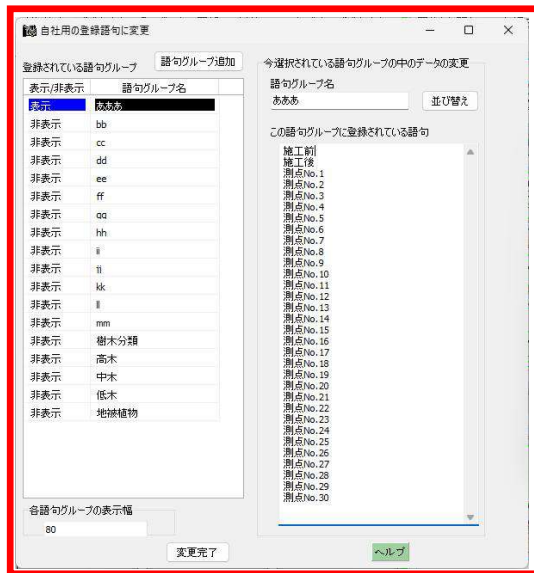 自社用の登録語句に変更
登録されている語句グループ
語句グループ追加
表示/非表示 語句グループ名
表示 あああ
非表示 bb
非表示 cc
非表示 dd
非表示 ee
非表示 ff
非表示 gg
非表示 hh
非表示 ii
非表示 jj
非表示 kk
非表示 ll
非表示 mm
非表示 樹木分類
非表示 高木
非表示 中木
非表示 低木
非表示 地被植物
各語句グループの表示幅
80
変更完了
今選択されている語句グループの中のデータの変更
語句グループ名
あああ
並び替え
この語句グループに登録されている語句
施工前
施工後
測点No.1
測点No.2
測点No.3
測点No.4
測点No.5
測点No.6
測点No.7
測点No.8
測点No.9
測点No.10
測点No.11
測点No.12
測点No.13
測点No.14
測点No.15
測点No.16
測点No.17
測点No.18
測点No.19
測点No.20
測点No.21
測点No.22
測点No.23
測点No.24
測点No.25
測点No.26
測点No.27
測点No.28
測点No.29
測点No.30
ヘルプ